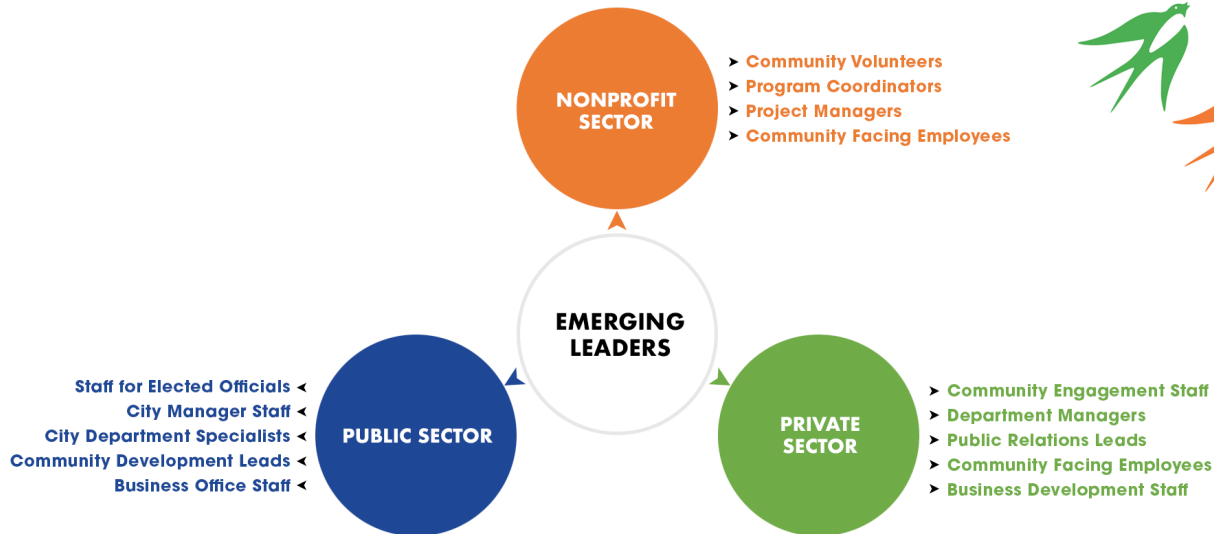 NONPROFIT
SECTOR
Community Volunteers
Program Coordinators
Project Managers
Community Facing Employees
EMERGING
LEADERS
Staff for Elected Officials
City Manager Staff
City Department Specialists
Community Development Leads
Business Office Staff
PUBLIC SECTOR
PRIVATE
SECTOR
Community Engagement Staff
Department Managers
Public Relations Leads
Community Facing Employees
Business Development Staff